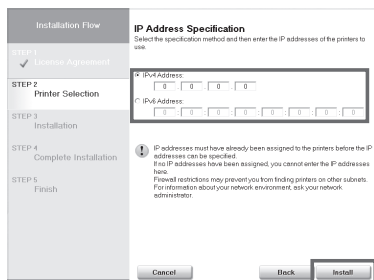 Installation Flow
STEP 1
License Agreement
STEP 2
Printer Selection
STEP 3
Installation
STEP 4
Complete Installation
STEP 5
Finish
IP Address Specification
Select the specification method and then enter the IP addresses of the printers to
use.
IPv4 Address:
0 . 0 . 0 . 0
IPv6 Address:
0 : 0 : 0 : 0 : 0 : 0 : 0 : 0
IP addresses must have already been assigned to the printers before the IP
addresses can be specified.
If no IP addresses have been assigned, you cannot enter the IP addresses
here.
Firewall restrictions may prevent you from finding printers on other subnets.
For information about your network environment, ask your network
administrator.
Cancel Back Install